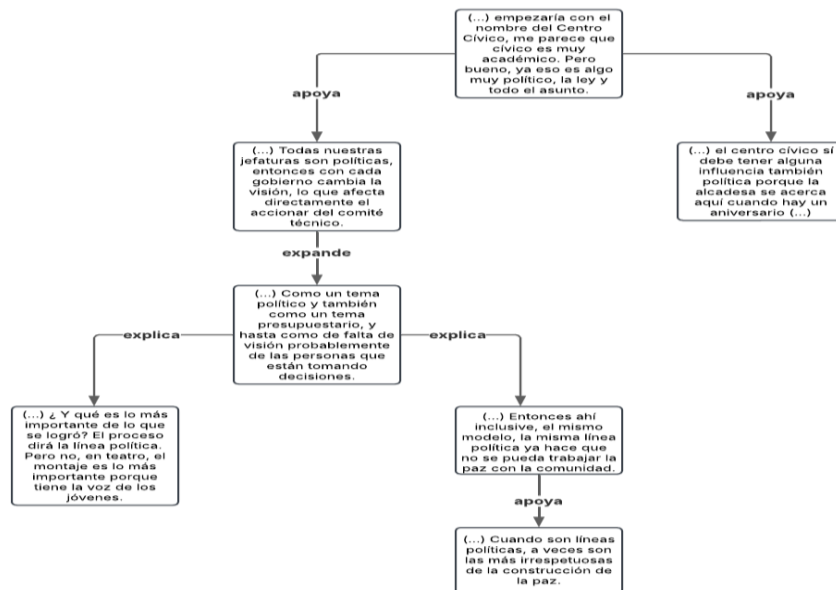 (...) empezaría con el
nombre del Centro
Cívico, me parece que
cívico es muy
académico. Pero
bueno, ya eso es algo
muy político, la ley y
todo el asunto.
apoya
apoya
(...) Todas nuestras
jefaturas son políticas,
entonces con cada
gobierno cambia la
visión, lo que afecta
directamente el
accionar del comité
técnico.
(...) el centro cívico sí
debe tener alguna
influencia también
política porque la
alcadesa se acerca
aquí cuando hay un
aniversario (...)
expande
(...) Como un tema
político y también
como un tema
presupuestario, y
hasta como de falta de
visión probablemente
de las personas que
están tomando
decisiones.
explica
explica
(...) ¿ Y qué es lo más
importante de lo que
se logró? El proceso
dirá la línea política.
Pero no, en teatro, el
montaje es lo más
importante porque
tiene la voz de los
jóvenes.
(...) Entonces ahí
inclusive, el mismo
modelo, la misma línea
política ya hace que
no se pueda trabajar la
paz con la comunidad.
apoya
(...) Cuando son líneas
políticas, a veces son
las más irrespetuosas
de la construcción de
la paz.